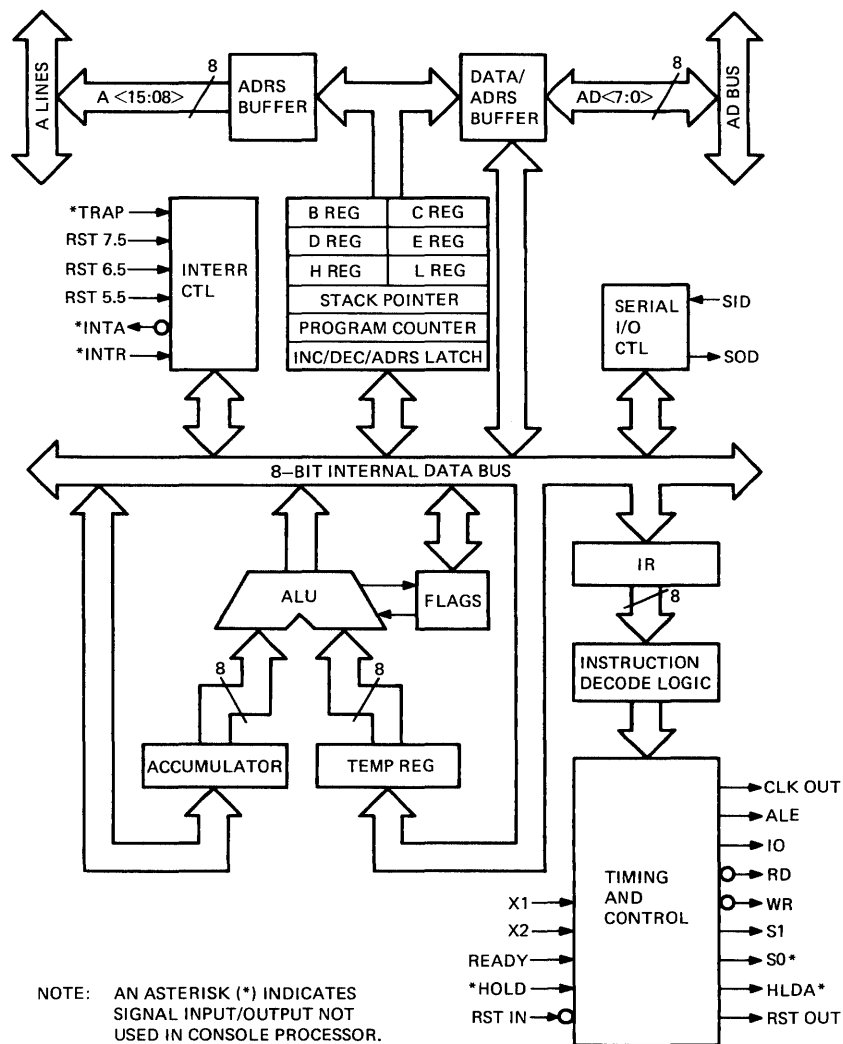 A LINES
A <15:08>
8
ADRS
BUFFER
DATA/
ADRS
BUFFER
8
AD<7:0>
AD BUS
*TRAP
RST 7.5
RST 6.5
RST 5.5
*INTA
*INTR
INTERR
CTL
B REG
C REG
D REG
E REG
H REG
L REG
STACK POINTER
PROGRAM COUNTER
INC/DEC/ADRS LATCH
SERIAL
I/O
CTL
SID
SOD
8–BIT INTERNAL DATA BUS
ALU
FLAGS
8
8
ACCUMULATOR
TEMP REG
IR
8
INSTRUCTION
DECODE LOGIC
TIMING
AND
CONTROL
X1
X2
READY
*HOLD
RST IN
CLK OUT
ALE
IO
RD
WR
S1
S0*
HLDA*
RST OUT
NOTE: AN ASTERISK (*) INDICATES
SIGNAL INPUT/OUTPUT NOT
USED IN CONSOLE PROCESSOR.